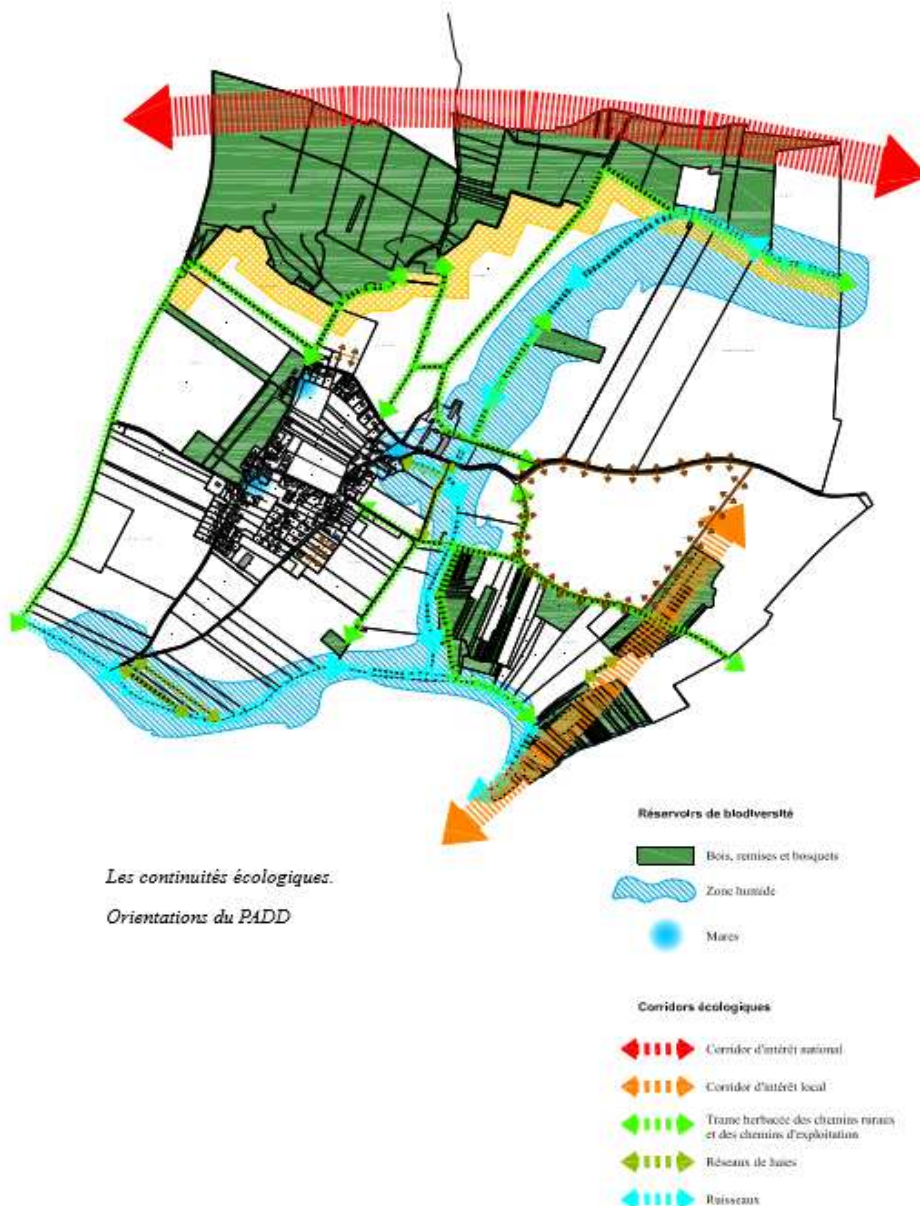 Les continuités écologiques.
Orientations du PADD
Réservoirs de biodiversité
Bois, remises et bosquets
Zone humide
Mares
Corridors écologiques
Corridor d'intérêt national
Corridor d'intérêt local
Trame herbacée des chemins ruraux
et des chemins d'exploitation
Réseaux de haies
Ruisseaux